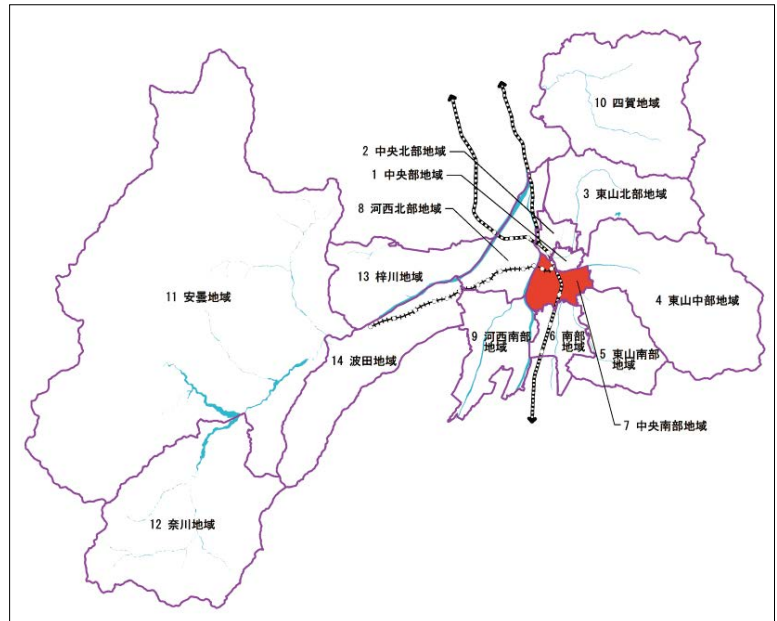 10 四賀地域
2 中央北部地域
1 中央部地域
3 東山北部地域
8 河西北部地域
13 梓川地域
11 安曇地域
4 東山中部地域
9 河西南部
地域
6 南部
地域
5 東山南部
地域
14 波田地域
7 中央南部地域
12 奈川地域